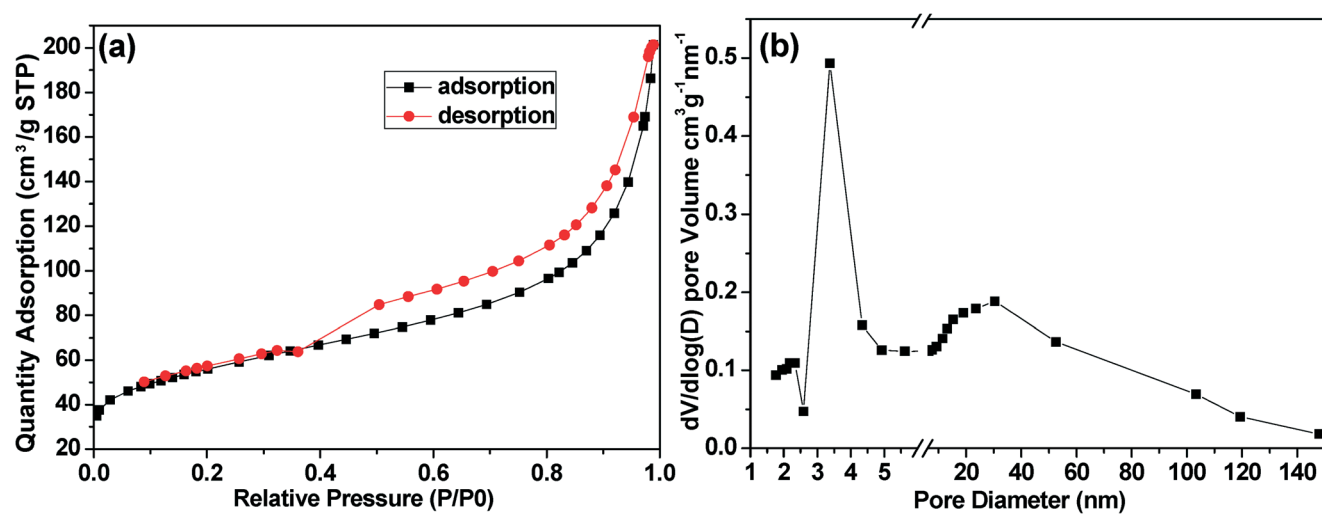 (a)
adsorption
desorption
Quantity Adsorption (cm³/g STP)
200
180
160
140
120
100
80
60
40
20
0.0 0.2 0.4 0.6 0.8 1.0
Relative Pressure (P/P0)
(b)
dV/dlog(D) pore Volume cm³g⁻¹nm⁻¹
0.5
0.4
0.3
0.2
0.1
0.0
1 2 3 4 5 20 40 60 80 100 120 140
Pore Diameter (nm)